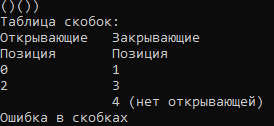 ()())
Таблица скобок:
Открывающие Закрывающие
Позиция Позиция
0 1
2 3
4 (нет открывающей)
Ошибка в скобках